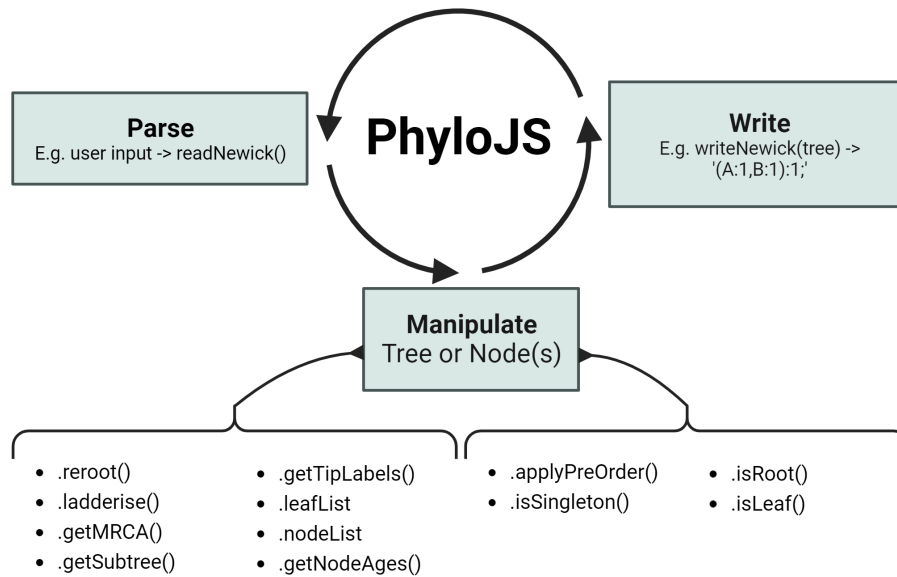 PhyloJS
Parse
E.g. user input -> readNewick()
Write
E.g. writeNewick(tree) ->
'(A:1,B:1):1;'
Manipulate
Tree or Node(s)
• .reroot()
• .ladderise()
• .getMRCA()
• .getSubtree()
• .getTipLabels()
• .leafList
• .nodeList
• .getNodeAges()
• .applyPreOrder()
• .isSingleton()
• .isRoot()
• .isLeaf()